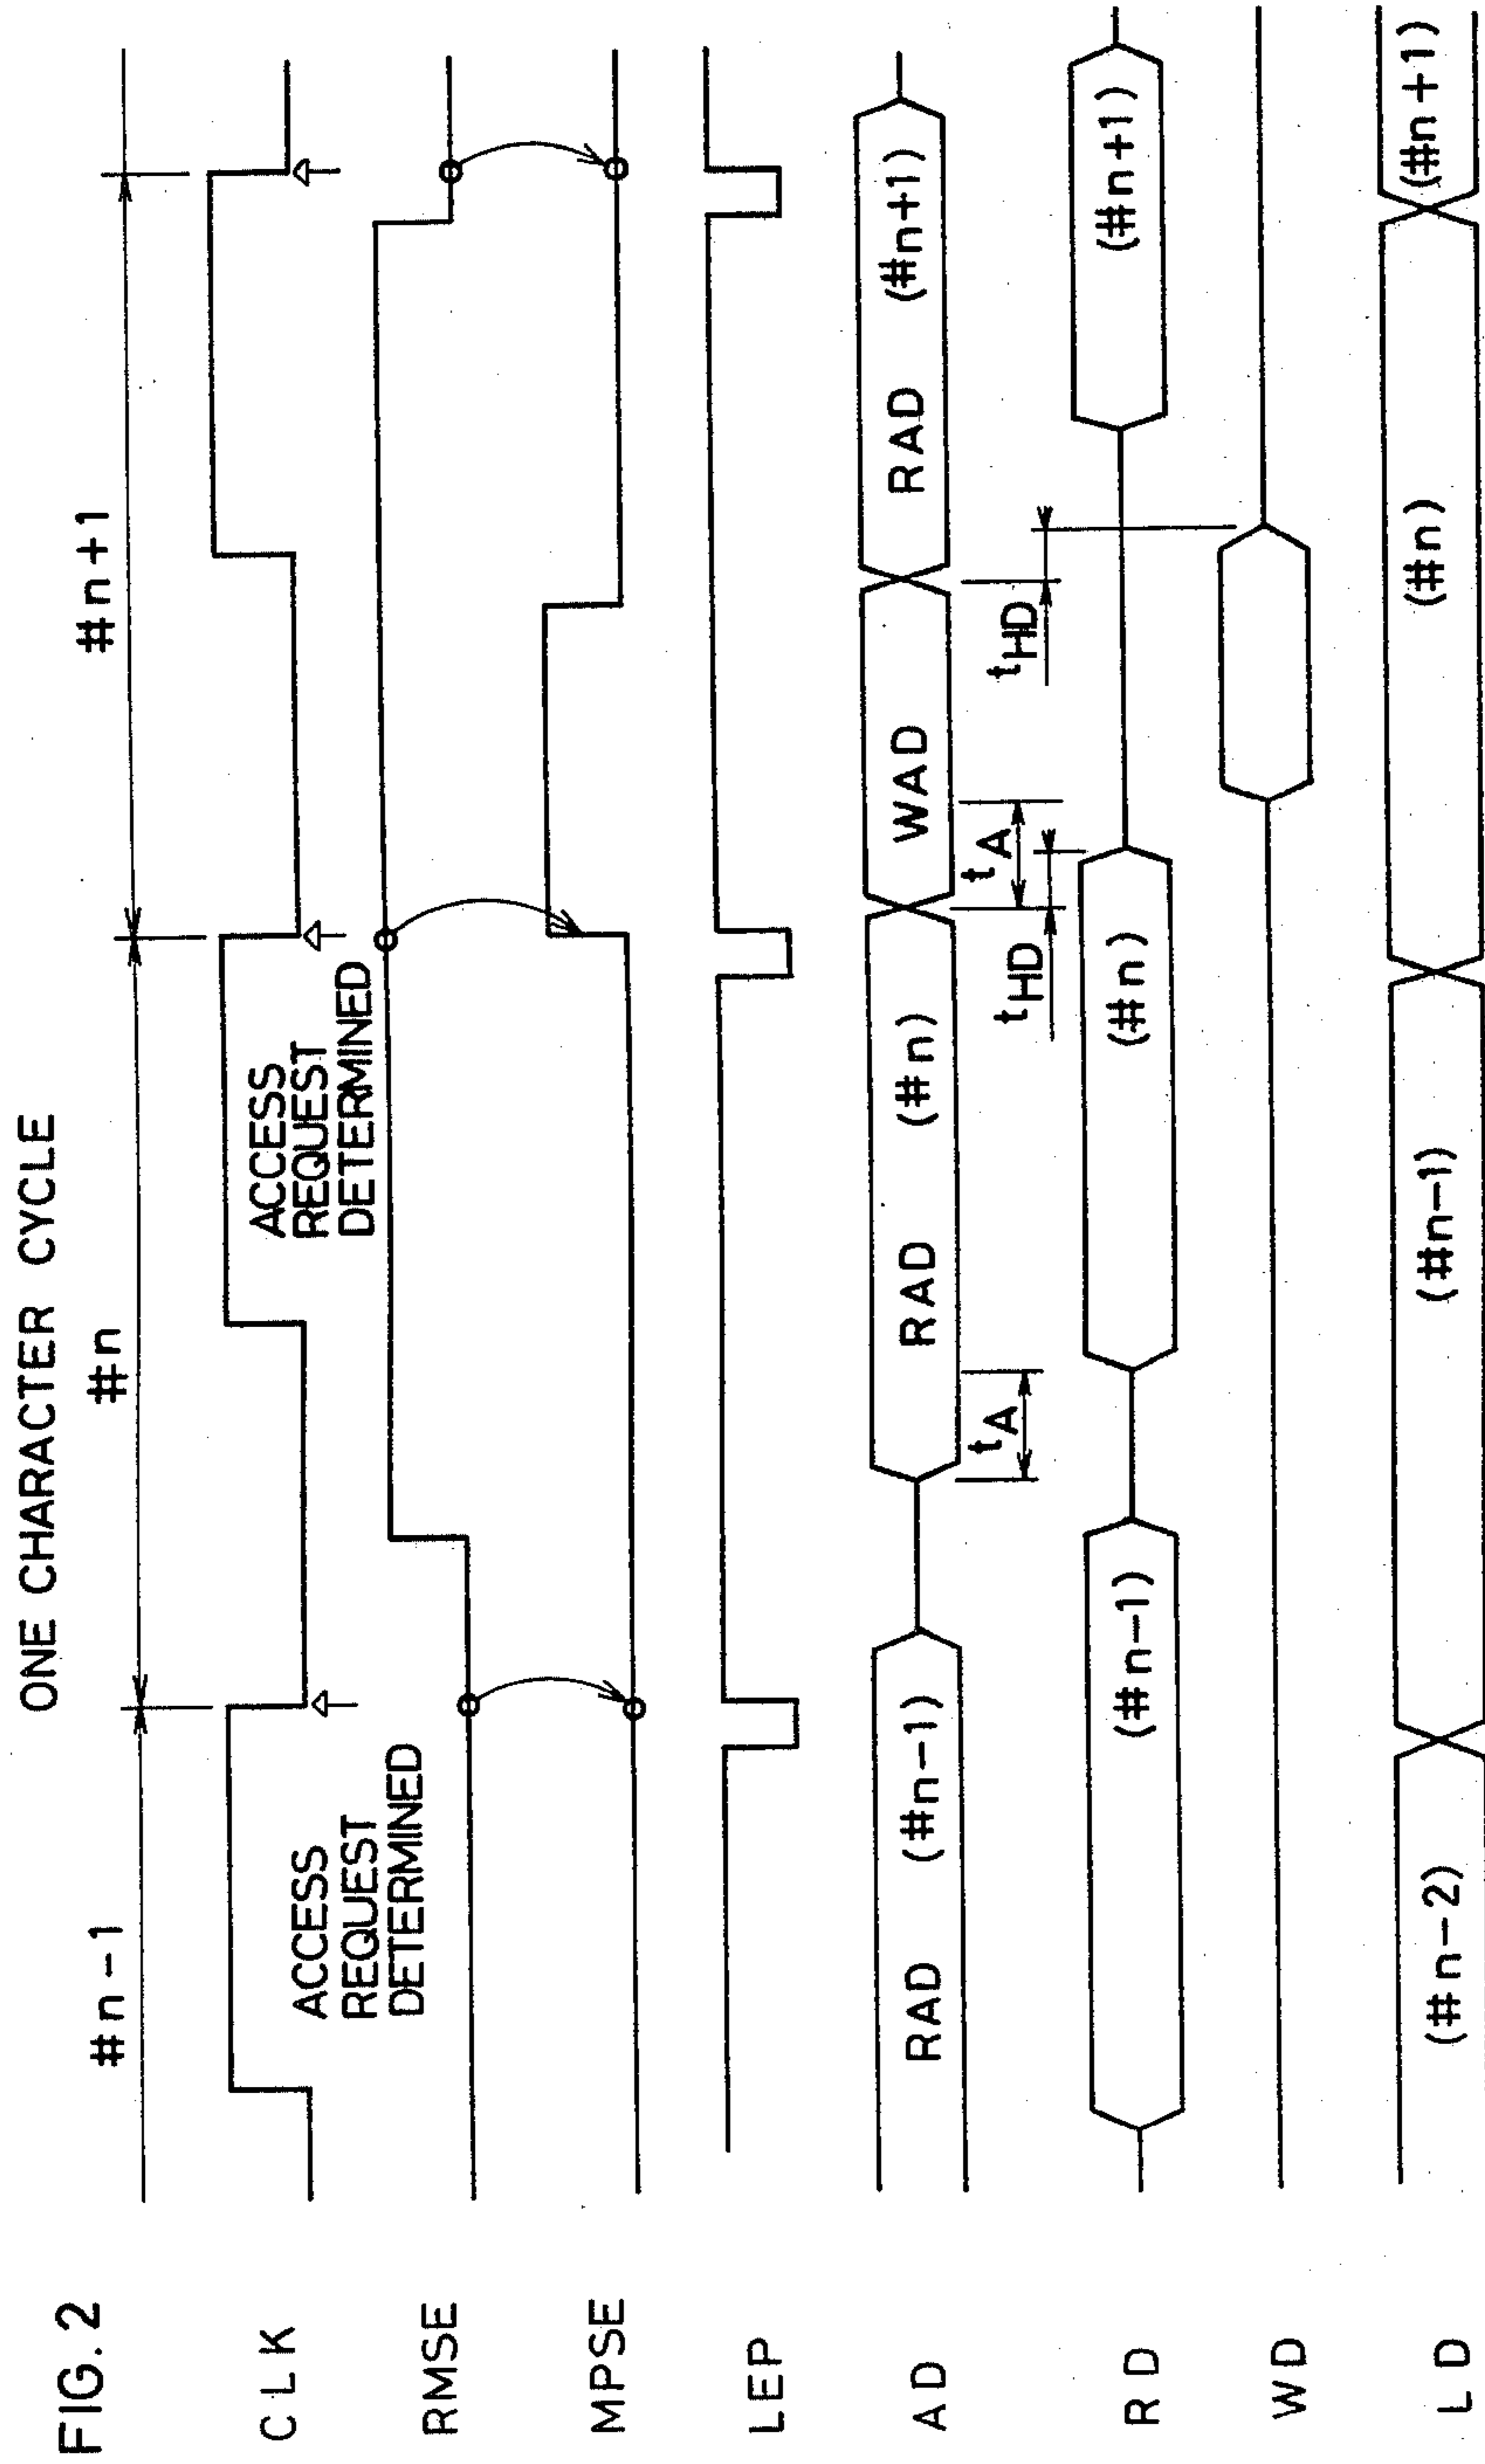 FIG. 2
ONE CHARACTER CYCLE
#n-1
#n
#n+1
CLK
ACCESS
REQUEST
DETERMINED
ACCESS
REQUEST
DETERMINED
RMSE
MPSE
LEP
AD
RAD (#n-1)
RAD (#n)
WAD
RAD (#n+1)
tA
tHD
tA
tHD
RD
(#n-1)
(#n)
(#n+1)
WD
LD
(#n-2)
(#n-1)
(#n)
(#n+1)